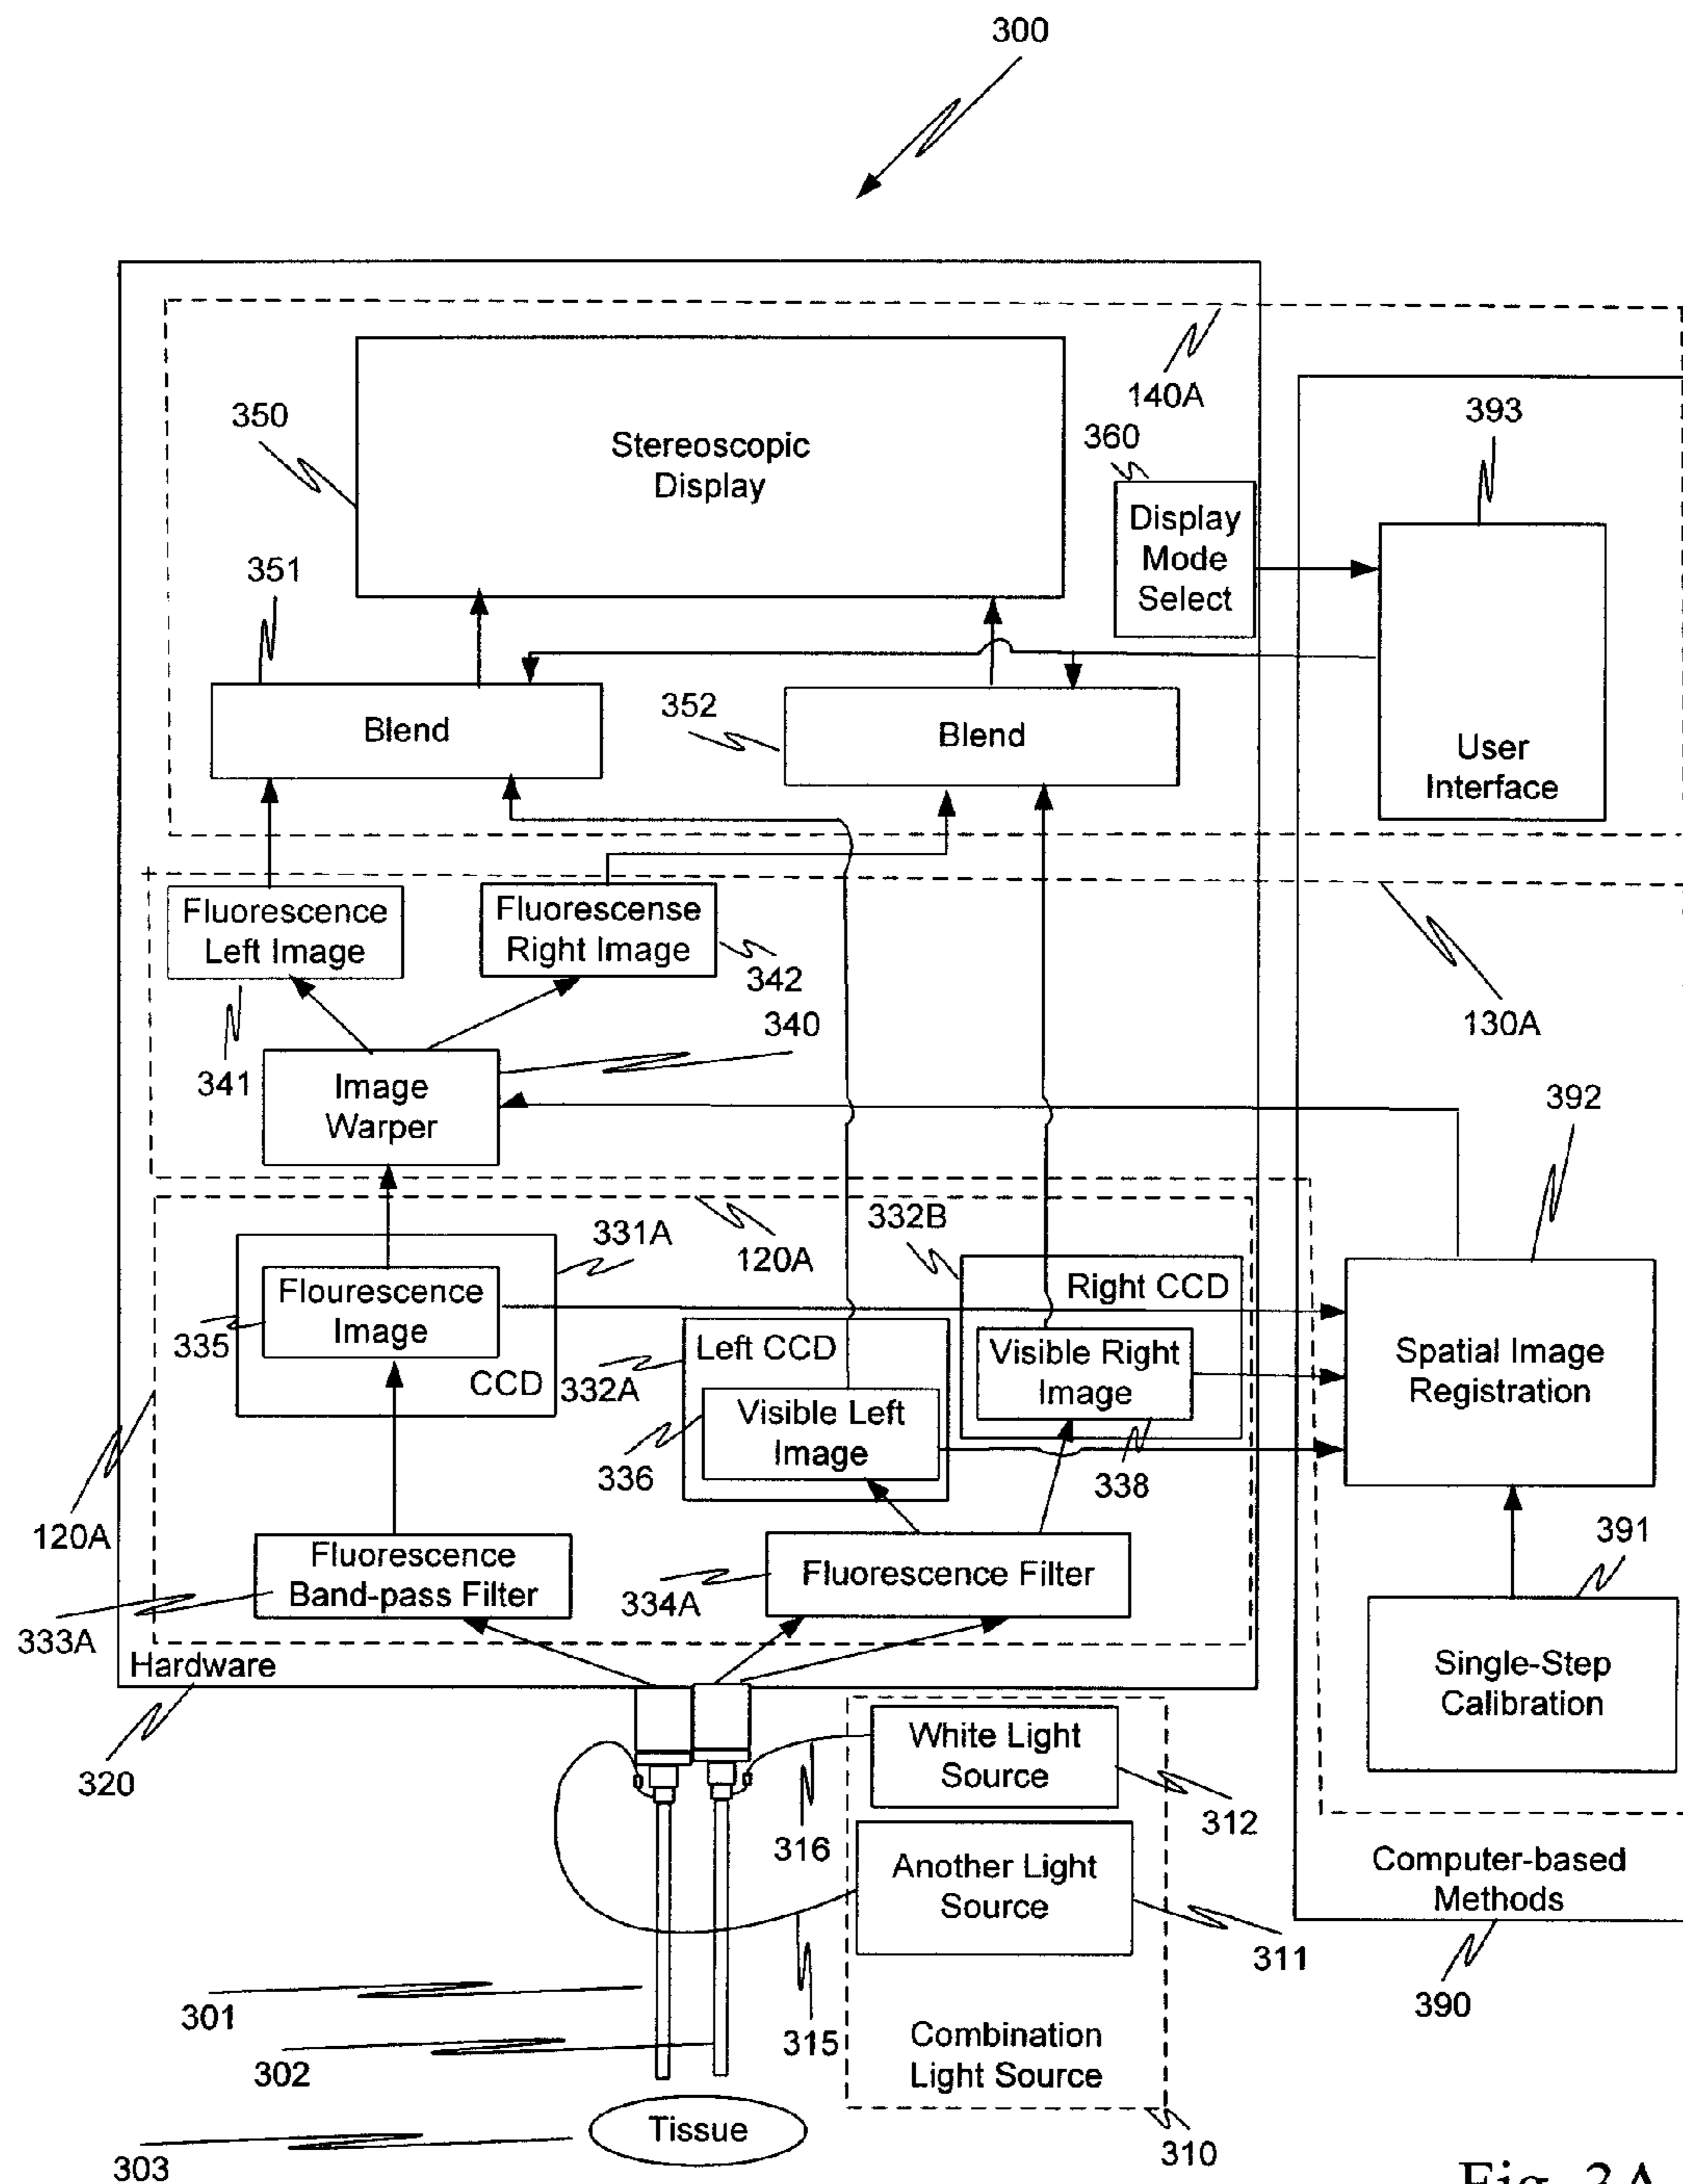 300
140A
350
Stereoscopic
Display
360
393
Display
Mode
Select
351
352
Blend
Blend
User
Interface
Fluorescence
Left Image
Fluorescense
Right Image
342
340
130A
341
Image
Warper
392
332B
331A
120A
Right CCD
Flourescence
Image
335
CCD
Left CCD
332A
Visible Right
Image
Spatial Image
Registration
Visible Left
Image
336
338
120A
391
Fluorescence
Band-pass Filter
Fluorescence Filter
334A
333A
Hardware
Single-Step
Calibration
320
White Light
Source
312
316
Another Light
Source
Computer-based
Methods
311
301
390
315
Combination
Light Source
302
Tissue
310
303